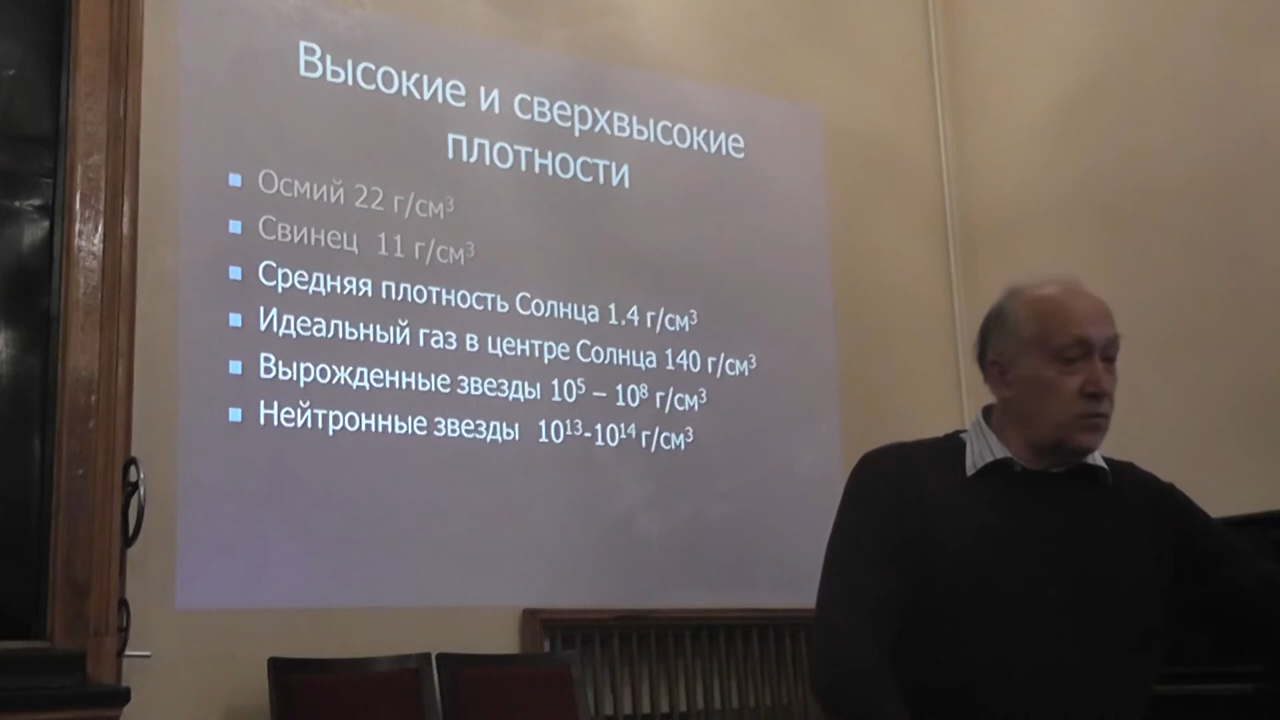 Высокие и сверхвысокие
плотности
Осмий 22 г/см³
Свинец 11 г/см³
Средняя плотность Солнца 1.4 г/см³
Идеальный газ в центре Солнца 140 г/см³
Вырожденные звезды 10⁵ – 10⁸ г/см³
Нейтронные звезды 10¹³-10¹⁴ г/см³